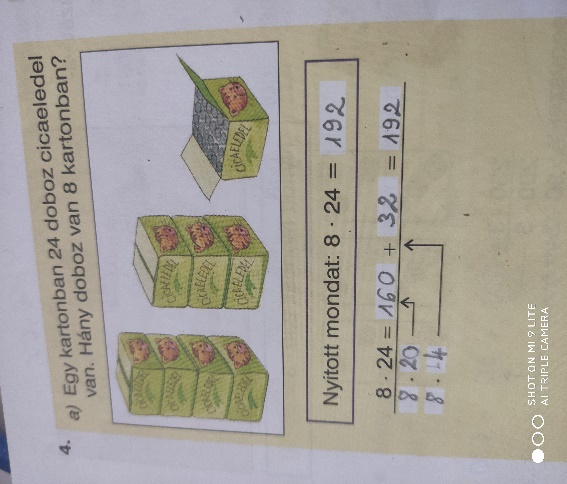 4. a) Egy kartonban 24 doboz cicaeledel
van. Hány doboz van 8 kartonban?
CICAELEDEL
CICAELEDEL
CICAELEDEL
CICAELEDEL
CICAELEDEL
CICAELEDEL
CICAELEDEL
CICAELEDEL
Nyitott mondat: 8 · 24 = 192
8 · 24 = 160 + 32 = 192
8 · 20
8 · 4
SHOT ON MI 9 LITE
AI TRIPLE CAMERA